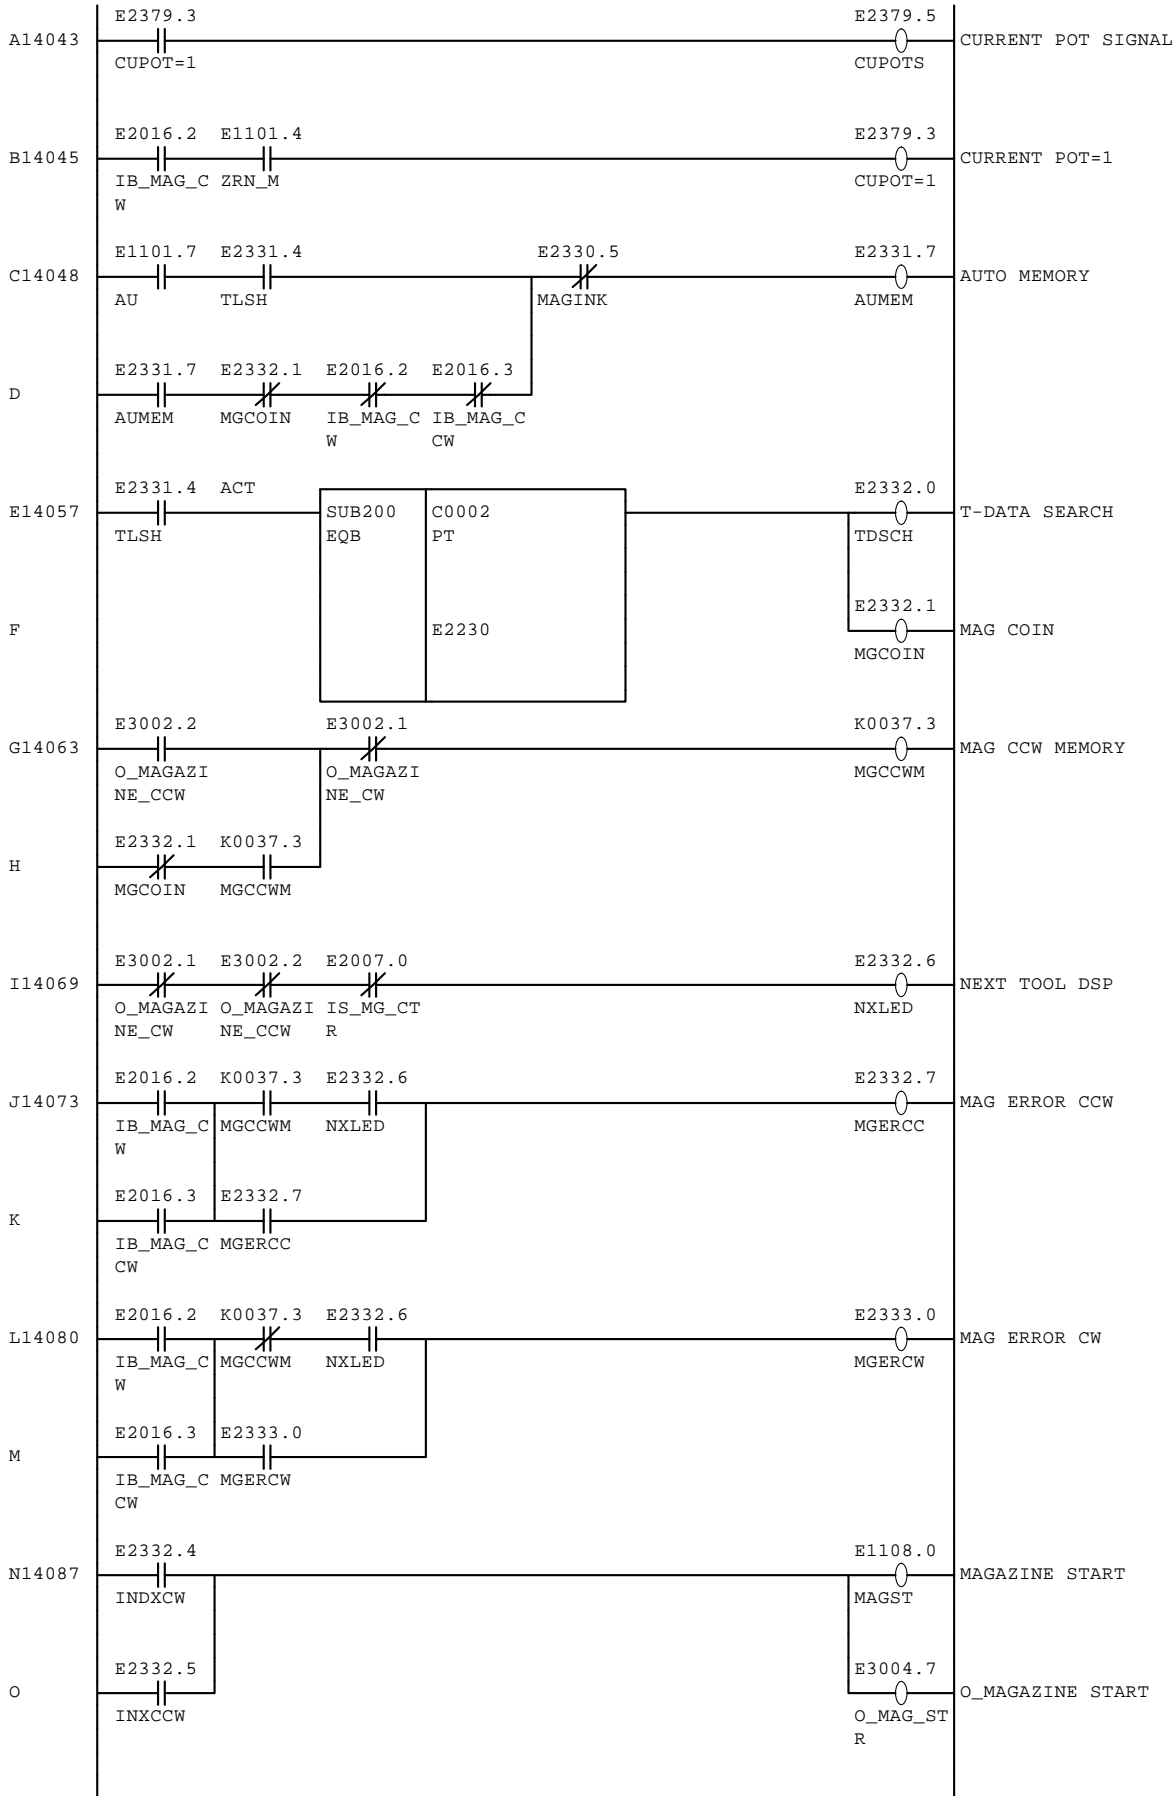 E2379.3 E2379.5
A14043 CURRENT POT SIGNAL
CUPOT=1 CUPOTS
E2016.2 E1101.4 E2379.3
B14045 CURRENT POT=1
IB_MAG_C ZRN_M CUPOT=1
W
E1101.7 E2331.4 E2330.5 E2331.7
C14048 AUTO MEMORY
AU TLSH MAGINK AUMEM
E2331.7 E2332.1 E2016.2 E2016.3
D
AUMEM MGCOIN IB_MAG_C IB_MAG_C
W CW
E2331.4 ACT E2332.0
E14057 SUB200 C0002 T-DATA SEARCH
TLSH EQB PT TDSCH
E2332.1
F E2230 MAG COIN
MGCOIN
E3002.2 E3002.1 K0037.3
G14063 MAG CCW MEMORY
O_MAGAZI O_MAGAZI MGCCWM
NE_CCW NE_CW
E2332.1 K0037.3
H
MGCOIN MGCCWM
E3002.1 E3002.2 E2007.0 E2332.6
I14069 NEXT TOOL DSP
O_MAGAZI O_MAGAZI IS_MG_CT NXLED
NE_CW NE_CCW R
E2016.2 K0037.3 E2332.6 E2332.7
J14073 MAG ERROR CCW
IB_MAG_C MGCCWM NXLED MGERCC
W
E2016.3 E2332.7
K
IB_MAG_C MGERCC
CW
E2016.2 K0037.3 E2332.6 E2333.0
L14080 MAG ERROR CW
IB_MAG_C MGCCWM NXLED MGERCW
W
E2016.3 E2333.0
M
IB_MAG_C MGERCW
CW
E2332.4 E1108.0
N14087 MAGAZINE START
INDXCW MAGST
E2332.5 E3004.7
O O_MAGAZINE START
INXCCW O_MAG_ST
R